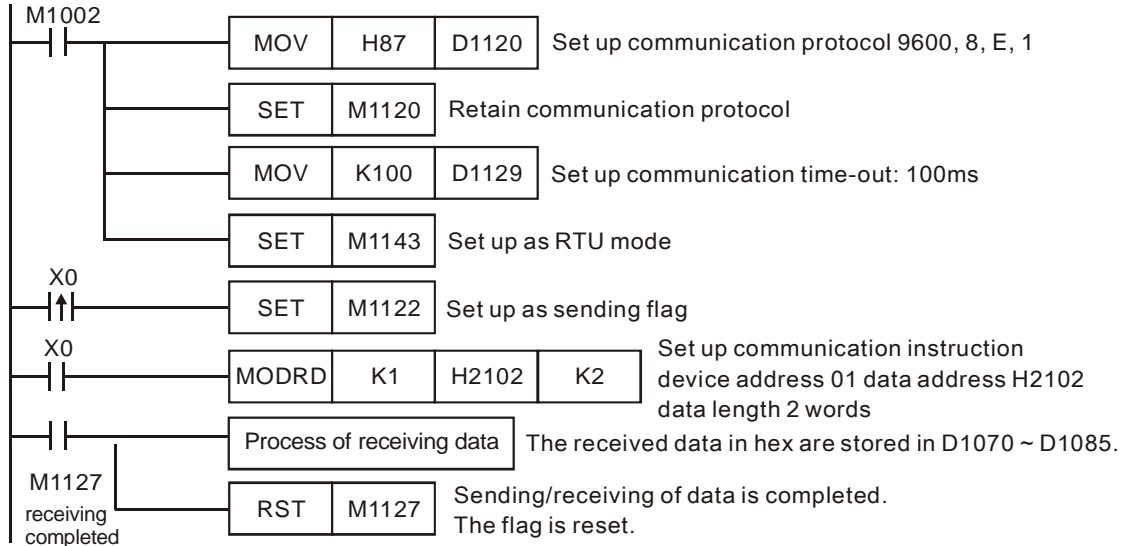 M1002
MOV H87 D1120 Set up communication protocol 9600, 8, E, 1
SET M1120 Retain communication protocol
MOV K100 D1129 Set up communication time-out: 100ms
SET M1143 Set up as RTU mode
X0
SET M1122 Set up as sending flag
X0
MODRD K1 H2102 K2
Set up communication instruction
device address 01 data address H2102
data length 2 words
Process of receiving data The received data in hex are stored in D1070 ~ D1085.
M1127
receiving
completed
RST M1127
Sending/receiving of data is completed.
The flag is reset.